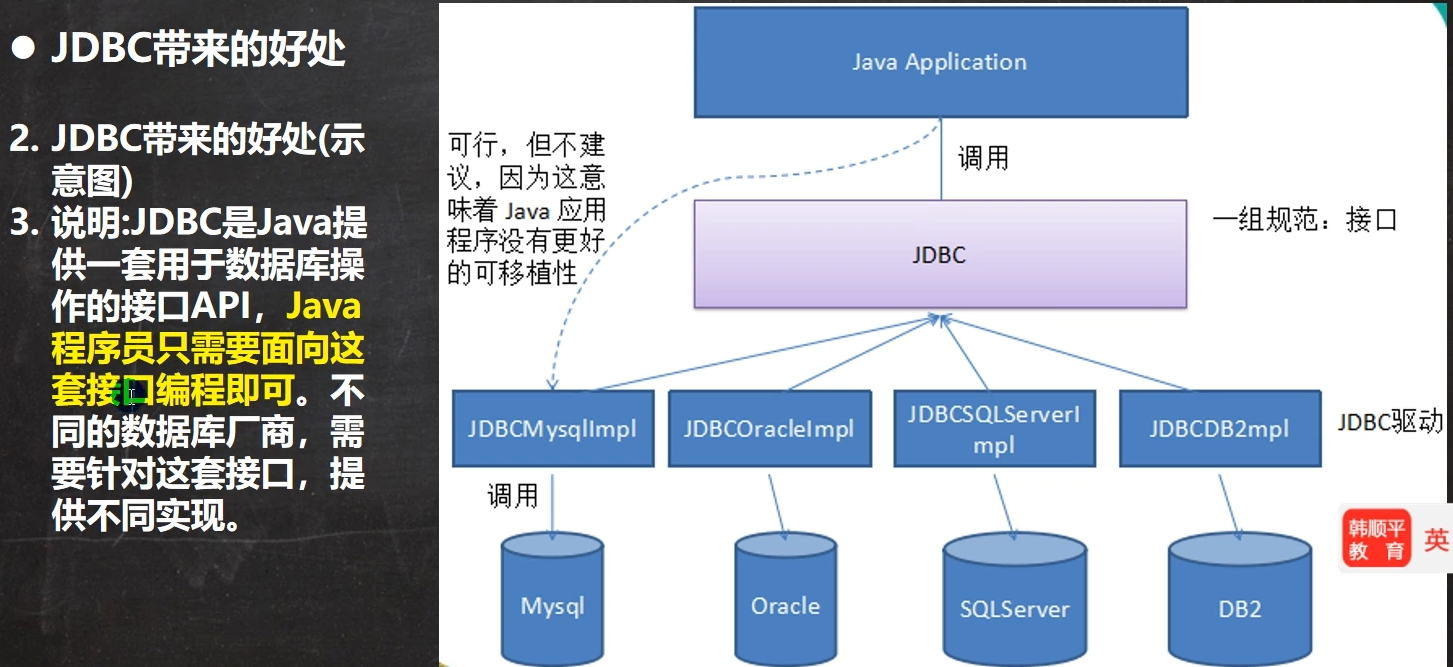 ● JDBC带来的好处
2. JDBC带来的好处(示
意图)
3. 说明:JDBC是Java提
供一套用于数据库操
作的接口API，Java
程序员只需要面向这
套接口编程即可。不
同的数据库厂商，需
要针对这套接口，提
供不同实现。
Java Application
可行，但不建
议，因为这意
味着 Java 应用
程序没有更好
的可移植性
调用
JDBC
一组规范：接口
JDBCMysqlImpl
JDBCOracleImpl
JDBCSQLServerI
mpl
JDBCDB2mpl
JDBC驱动
调用
Mysql
Oracle
SQLServer
DB2
韩顺平
教 育
英